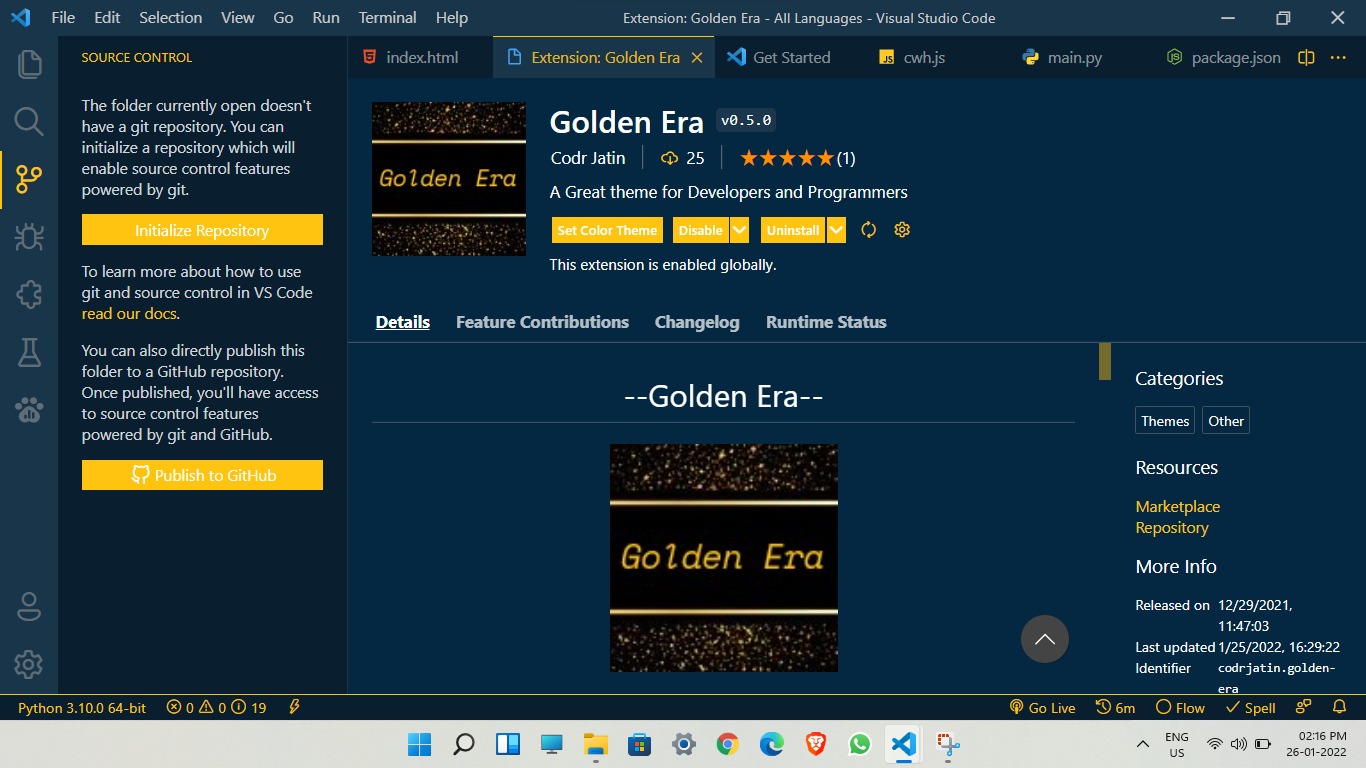 File Edit Selection View Go Run Terminal Help
Extension: Golden Era - All Languages - Visual Studio Code
SOURCE CONTROL
The folder currently open doesn't
have a git repository. You can
initialize a repository which will
enable source control features
powered by git.
Initialize Repository
To learn more about how to use
git and source control in VS Code
read our docs.
You can also directly publish this
folder to a GitHub repository.
Once published, you'll have access
to source control features
powered by git and GitHub.
Publish to GitHub
index.html
Extension: Golden Era
Get Started
JS cwh.js
main.py
package.json
Golden Era
Golden Era v0.5.0
Codr Jatin 25 (1)
A Great theme for Developers and Programmers
Set Color Theme Disable Uninstall
This extension is enabled globally.
Details Feature Contributions Changelog Runtime Status
--Golden Era--
Golden Era
Categories
Themes Other
Resources
Marketplace
Repository
More Info
Released on 12/29/2021,
11:47:03
Last updated 1/25/2022, 16:29:22
Identifier codrjatin.golden-
era
Python 3.10.0 64-bit 0 0 19
Go Live 6m Flow Spell
ENG
US
02:16 PM
26-01-2022